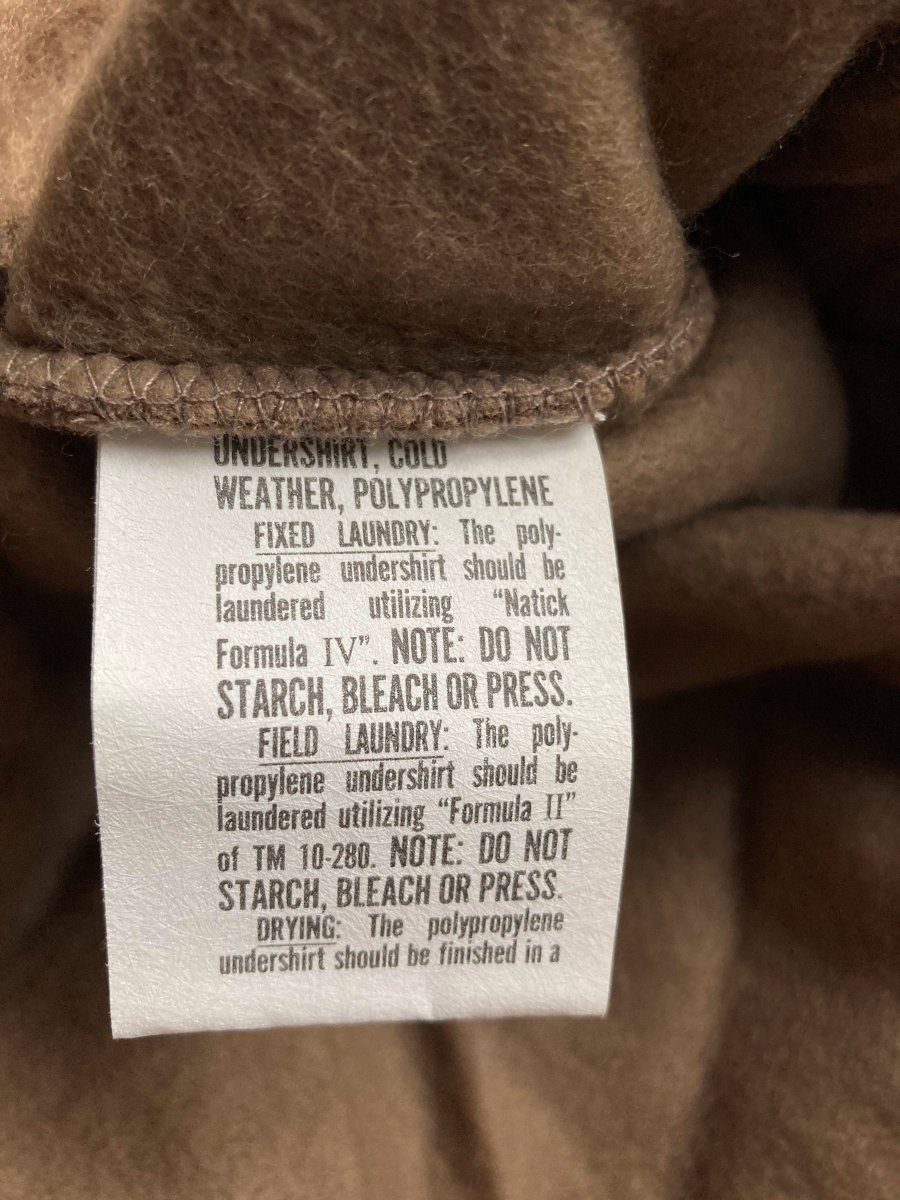 UNDERSHIRT, COLD
WEATHER, POLYPROPYLENE
FIXED LAUNDRY: The poly-
propylene undershirt should be
laundered utilizing "Natick
Formula IV". NOTE: DO NOT
STARCH, BLEACH OR PRESS.
FIELD LAUNDRY: The poly-
propylene undershirt should be
laundered utilizing "Formula II"
of TM 10-280. NOTE: DO NOT
STARCH, BLEACH OR PRESS.
DRYING: The polypropylene
undershirt should be finished in a